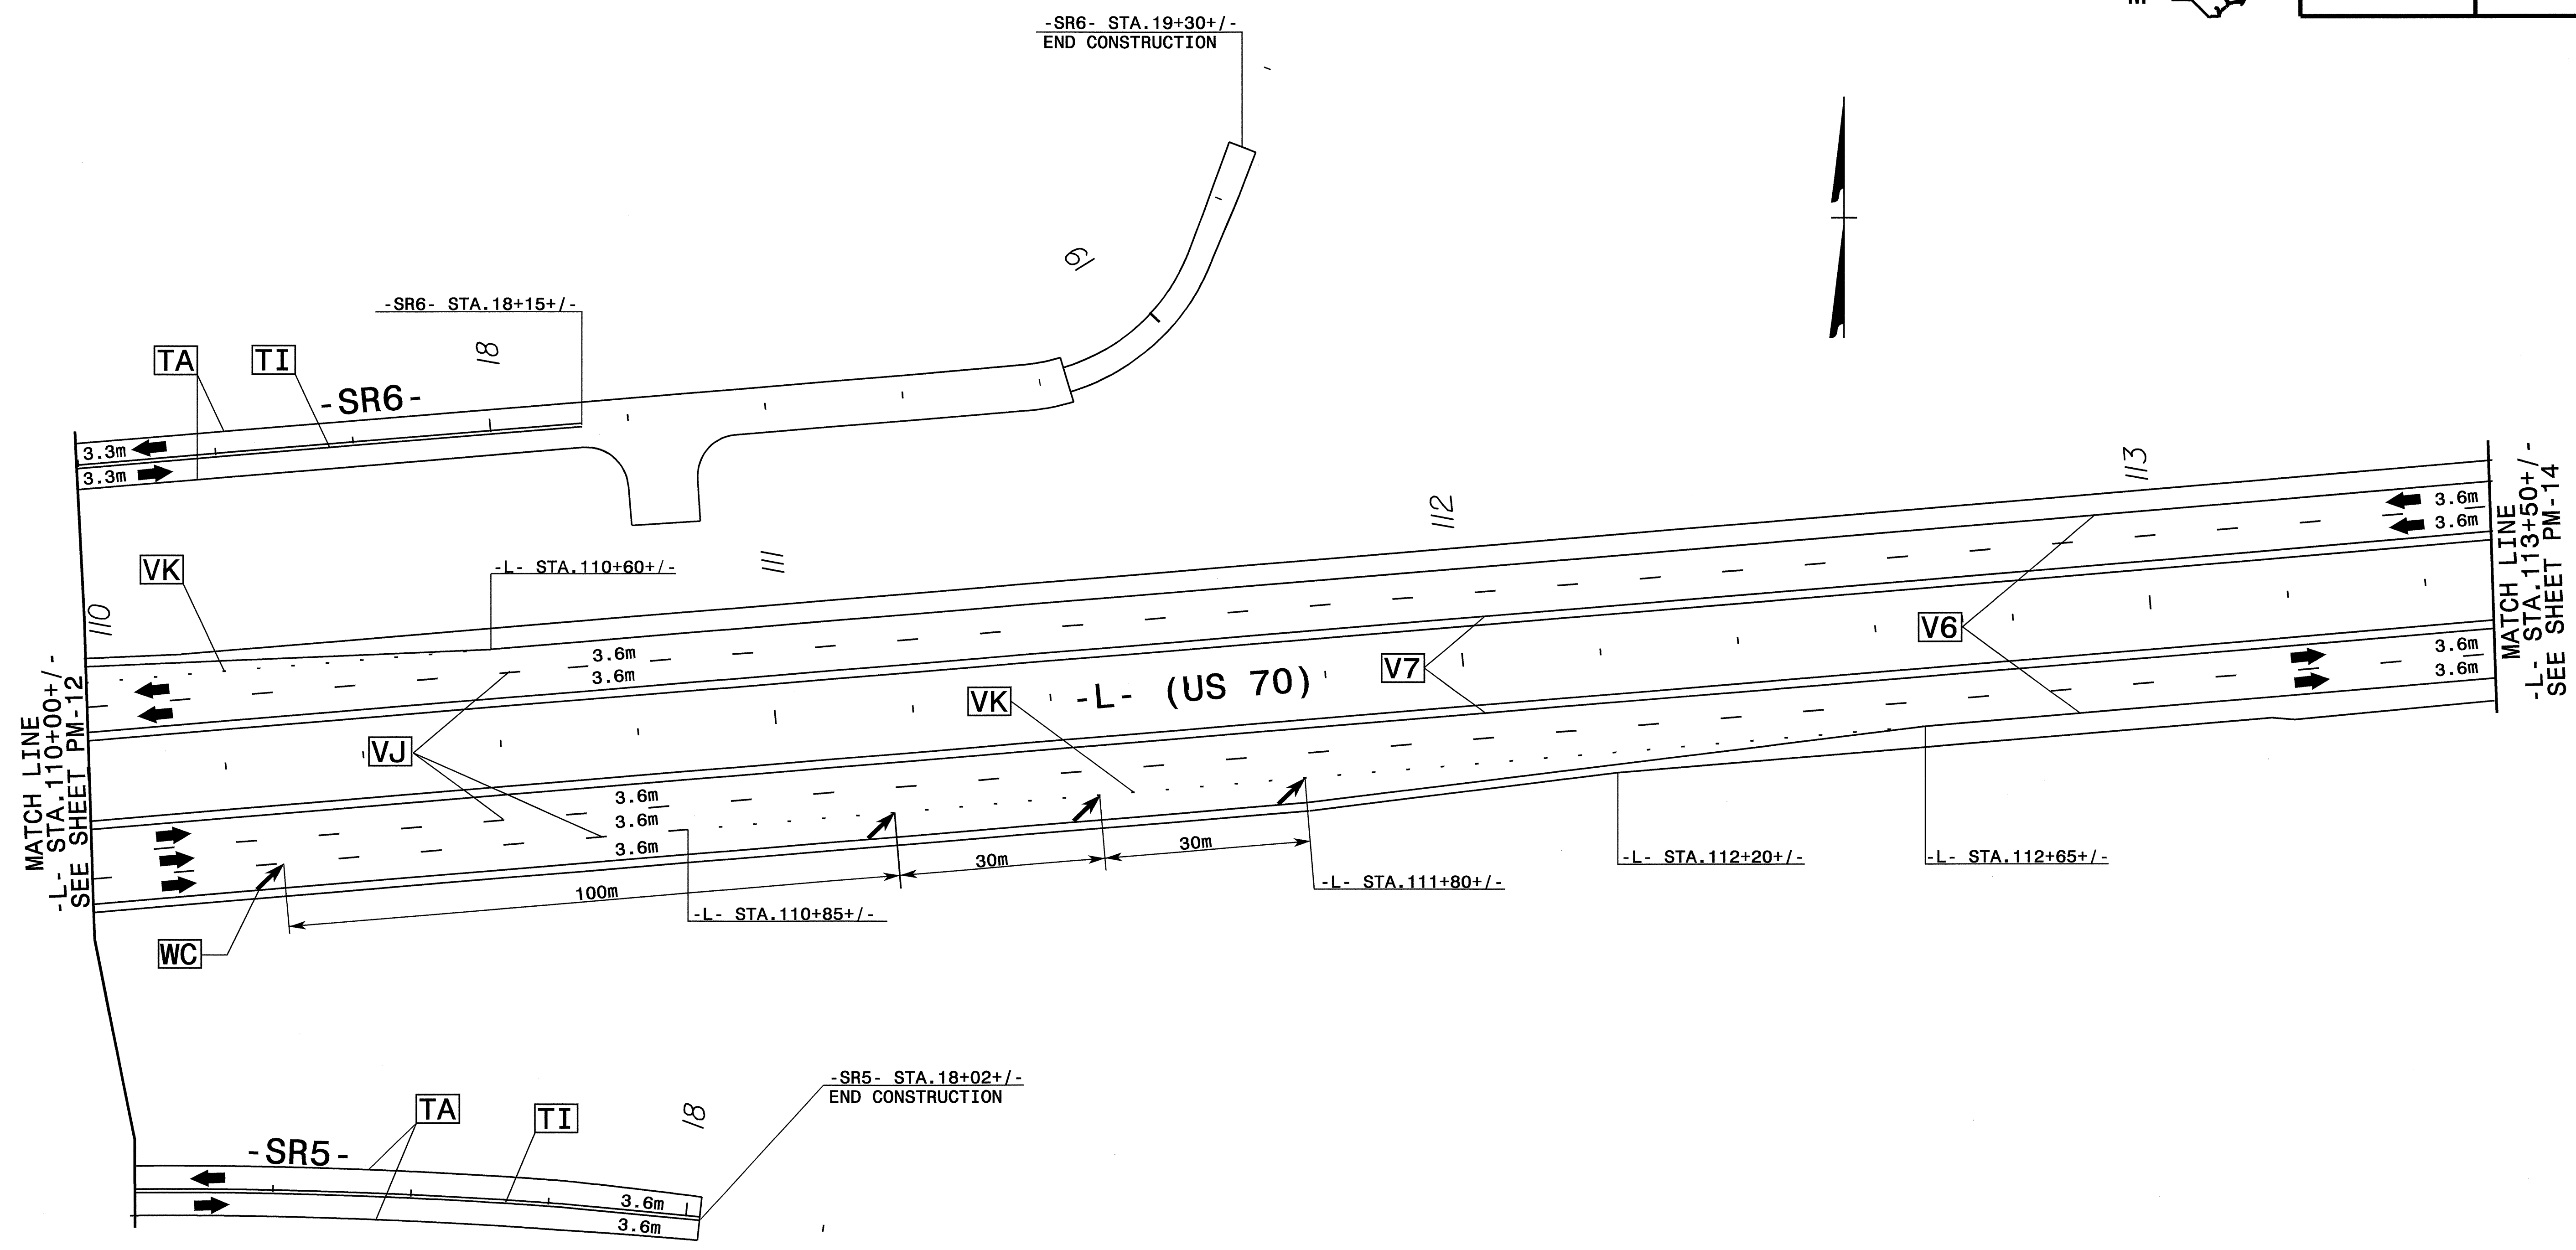 -SR6- STA.19+30+/-
END CONSTRUCTION
19
-SR6- STA.18+15+/-
18
TA
TI
-SR6-
3.3m
3.3m
113
112
111
110
VK
-L- STA.110+60+/-
3.6m
3.6m
3.6m
3.6m
V6
V7
VK
-L- (US 70)
3.6m
3.6m
VJ
3.6m
3.6m
3.6m
MATCH LINE
-L- STA.110+00+/-
SEE SHEET PM-12
MATCH LINE
-L- STA.113+50+/-
SEE SHEET PM-14
30m
30m
100m
-L- STA.112+20+/-
-L- STA.112+65+/-
-L- STA.111+80+/-
-L- STA.110+85+/-
WC
-SR5- STA.18+02+/-
END CONSTRUCTION
TA
TI
18
-SR5-
3.6m
3.6m